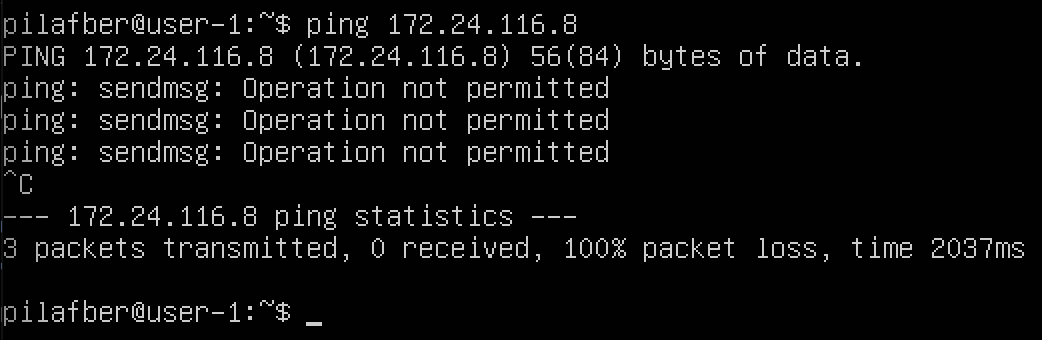 pilafber@user-1:~$ ping 172.24.116.8
PING 172.24.116.8 (172.24.116.8) 56(84) bytes of data.
ping: sendmsg: Operation not permitted
ping: sendmsg: Operation not permitted
ping: sendmsg: Operation not permitted
^C
--- 172.24.116.8 ping statistics ---
3 packets transmitted, 0 received, 100% packet loss, time 2037ms
pilafber@user-1:~$ _